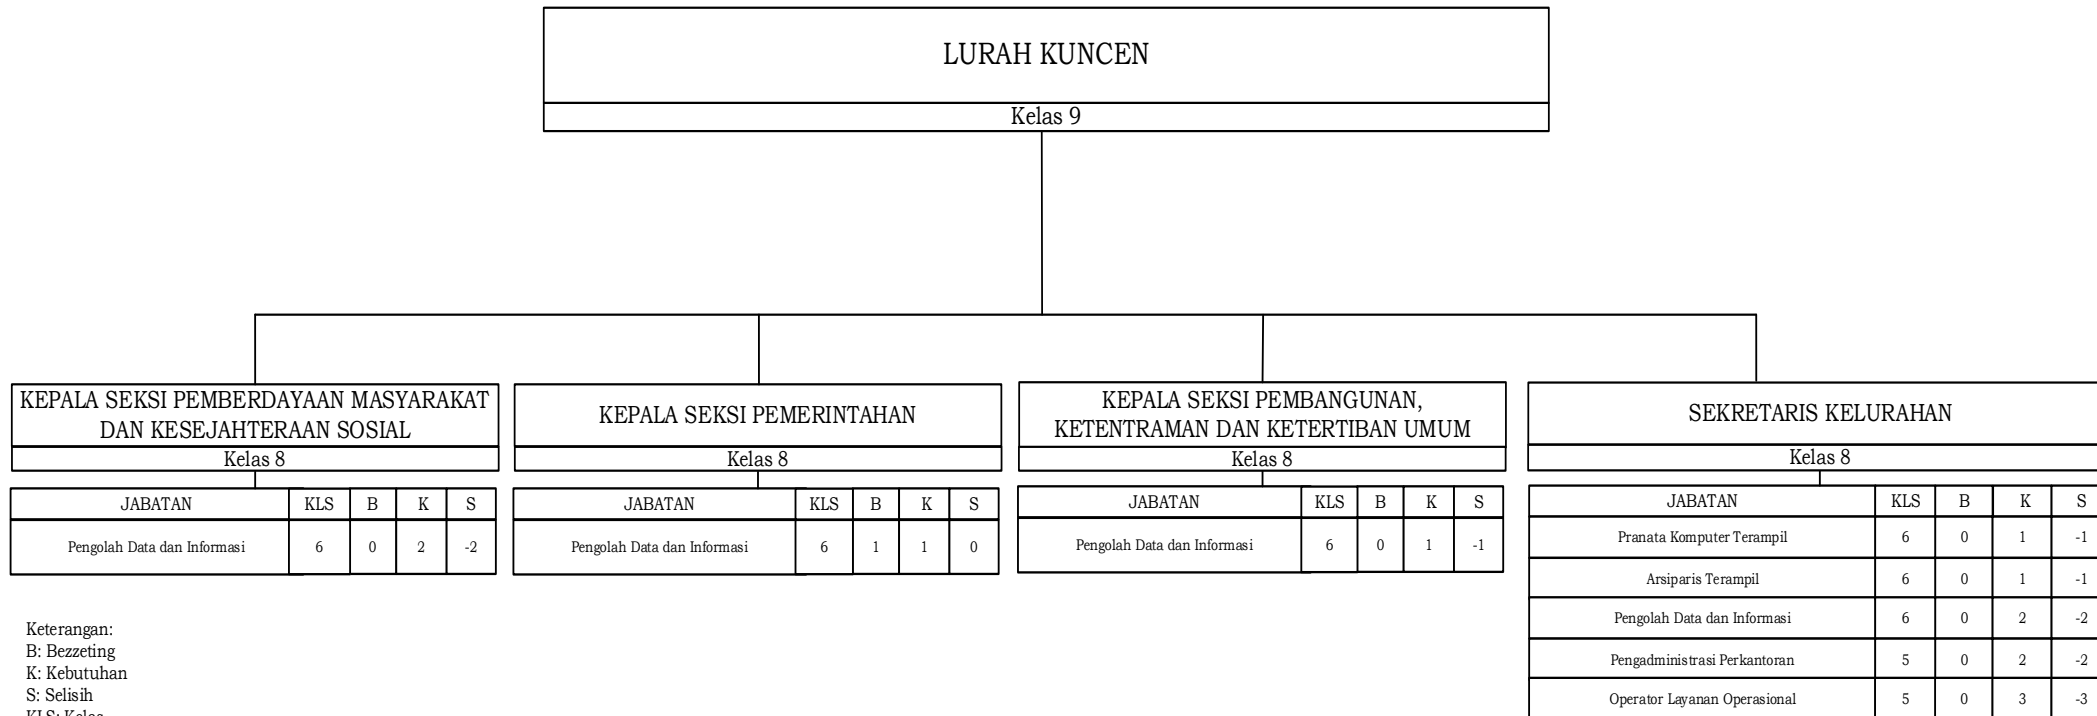 LURAH KUNCEN
Kelas 9
KEPALA SEKSI PEMBERDAYAAN MASYARAKAT
DAN KESEJAHTERAAN SOSIAL
Kelas 8
JABATAN KLS B K S
Pengolah Data dan Informasi 6 0 2 -2
KEPALA SEKSI PEMERINTAHAN
Kelas 8
JABATAN KLS B K S
Pengolah Data dan Informasi 6 1 1 0
KEPALA SEKSI PEMBANGUNAN,
KETENTRAMAN DAN KETERTIBAN UMUM
Kelas 8
JABATAN KLS B K S
Pengolah Data dan Informasi 6 0 1 -1
SEKRETARIS KELURAHAN
Kelas 8
JABATAN KLS B K S
Pranata Komputer Terampil 6 0 1 -1
Arsiparis Terampil 6 0 1 -1
Pengolah Data dan Informasi 6 0 2 -2
Pengadministrasi Perkantoran 5 0 2 -2
Operator Layanan Operasional 5 0 3 -3
Keterangan:
B: Bezzeting
K: Kebutuhan
S: Selisih
KLS: Kelas